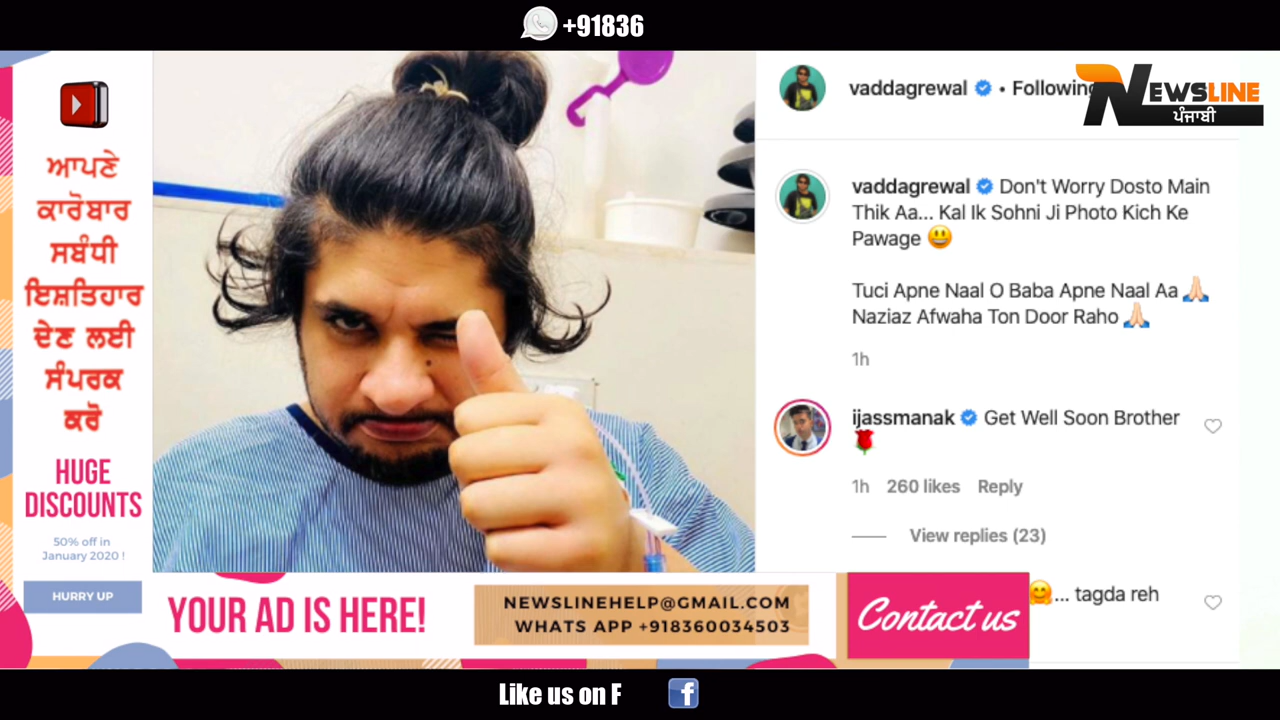 +91836
ਆਪਣੇ
ਕਾਰੋਬਾਰ
ਸਬੰਧੀ
ਇਸ਼ਤਿਹਾਰ
ਦੇਣ ਲਈ
ਸੰਪਰਕ
ਕਰੋ
HUGE
DISCOUNTS
50% off in
January 2020 !
HURRY UP
vaddagrewal • Following
NEWSLINE
ਪੰਜਾਬੀ
vaddagrewal Don't Worry Dosto Main
Thik Aa... Kal Ik Sohni Ji Photo Kich Ke
Pawage 😃
Tuci Apne Naal O Baba Apne Naal Aa 🙏🏻
Naziaz Afwaha Ton Door Raho 🙏🏻
1h
ijassmanak Get Well Soon Brother
🌹
1h 260 likes Reply
View replies (23)
🤗... tagda reh
YOUR AD IS HERE!
NEWSLINEHELP@GMAIL.COM
WHATS APP +918360034503
Contact us
Like us on F